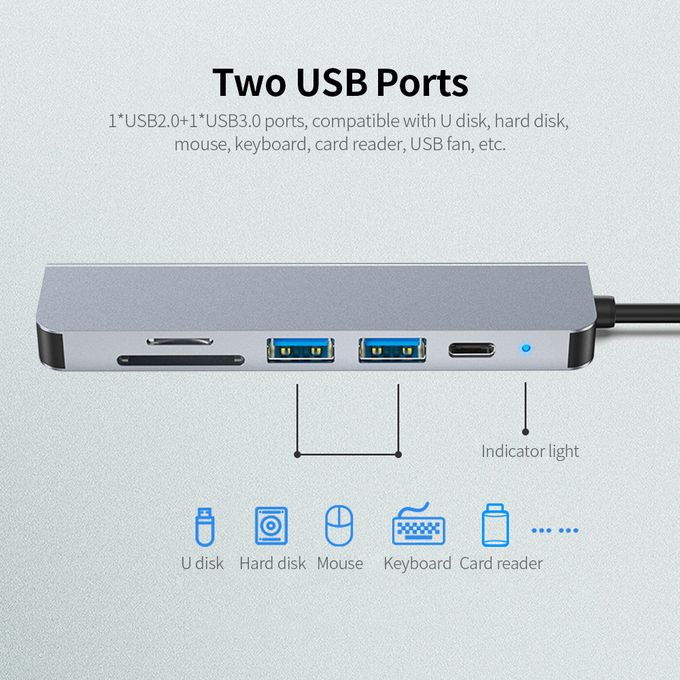 Two USB Ports
1*USB2.0+1*USB3.0 ports, compatible with U disk, hard disk,
mouse, keyboard, card reader, USB fan, etc.
Indicator light
U disk
Hard disk
Mouse
Keyboard
Card reader